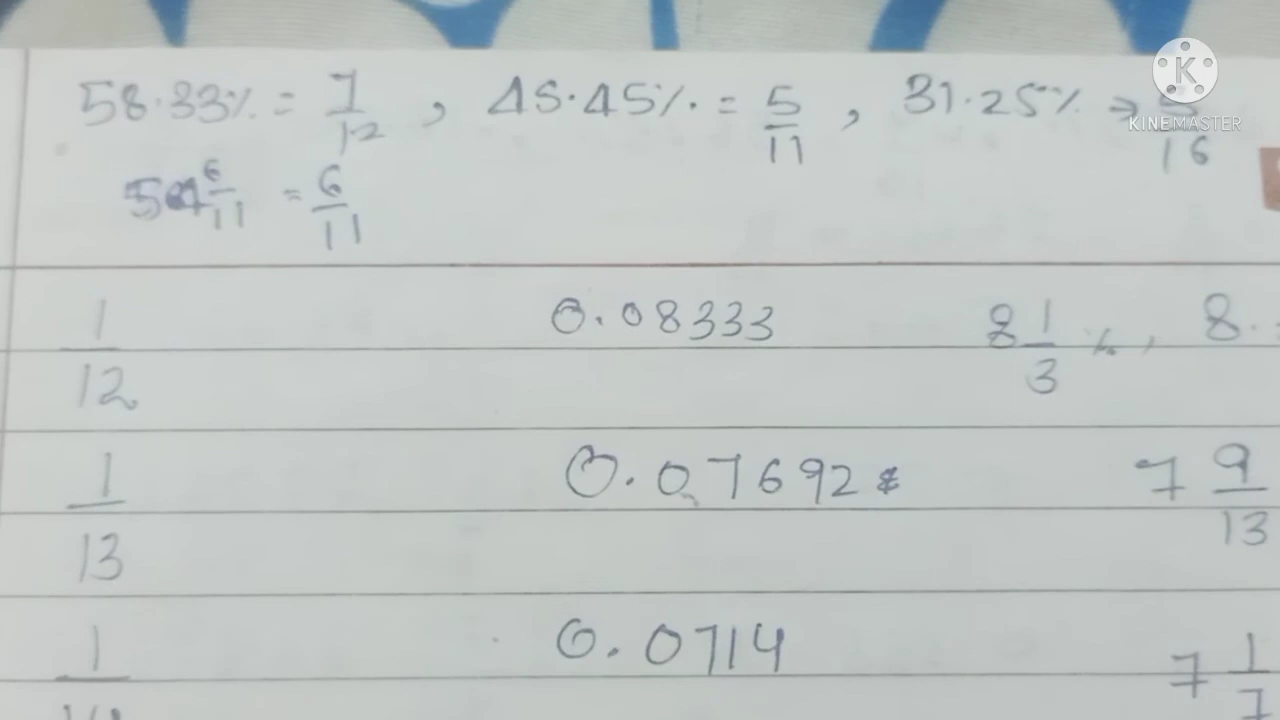 58.33% = 7/12, 45.45%. = 5/11, 31.25% → 5/16
54 6/11 = 6/11
1/12 0.08333 8 1/3 %, 8.
1/13 0.07692 7 9/13
1/14 0.0714 7 1/7
KINEMASTER